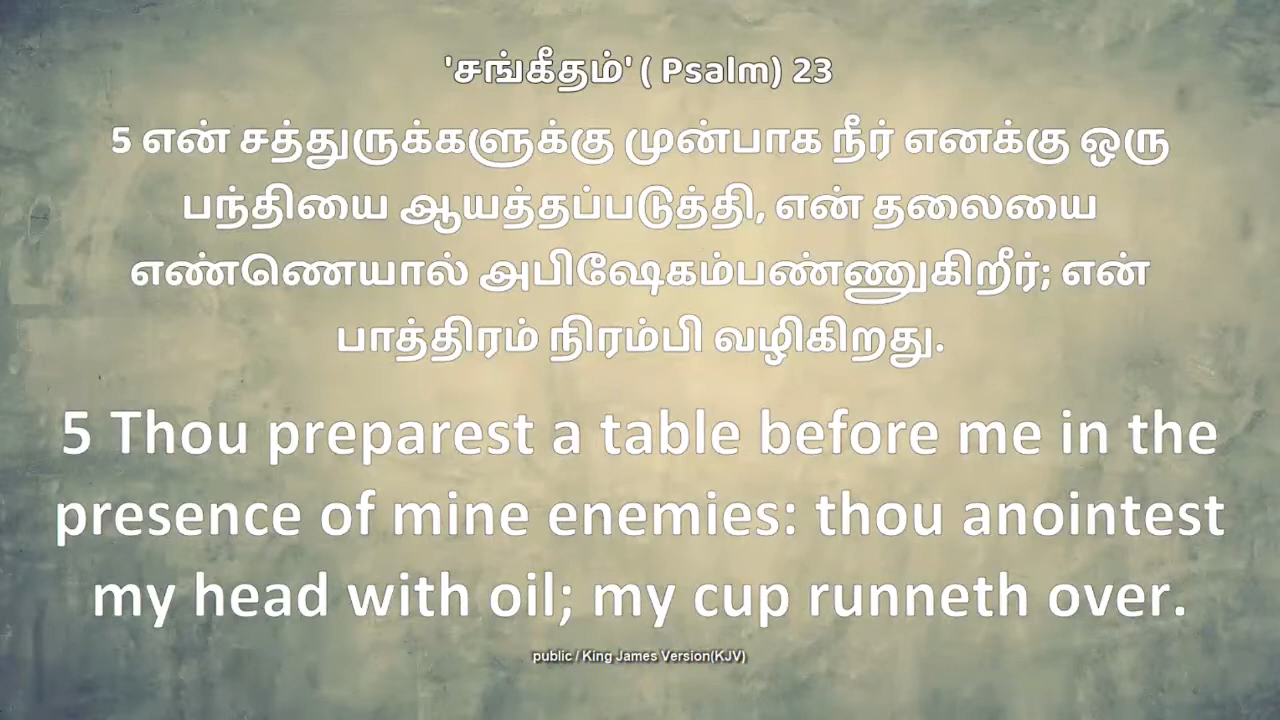 'சங்கீதம்' ( Psalm) 23
5 என் சத்துருக்களுக்கு முன்பாக நீர் எனக்கு ஒரு
பந்தியை ஆயத்தப்படுத்தி, என் தலையை
எண்ணெயால் அபிஷேகம்பண்ணுகிறீர்; என்
பாத்திரம் நிரம்பி வழிகிறது.
5 Thou preparest a table before me in the
presence of mine enemies: thou anointest
my head with oil; my cup runneth over.
public / King James Version(KJV)